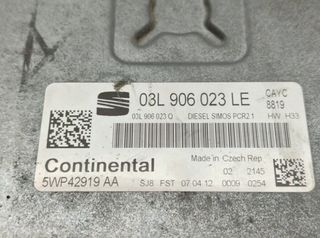 03L 906 023 LE
CAYC
8819
03L 906 023 Q DIESEL SIMOS PCR2.1 HW H33
Continental
Made in Czech Rep
02 2145
5WP42919 AA SJ8 FST 07.04.12 0009 0254